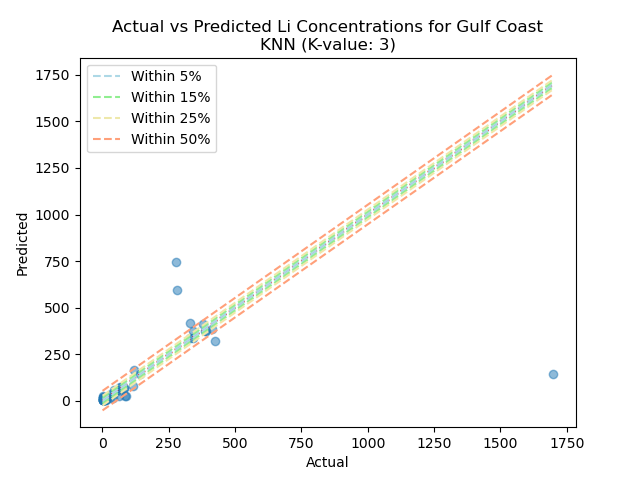 Actual vs Predicted Li Concentrations for Gulf Coast
KNN (K-value: 3)
Within 5%
Within 15%
Within 25%
Within 50%
Predicted
1750
1500
1250
1000
750
500
250
0
0 250 500 750 1000 1250 1500 1750
Actual